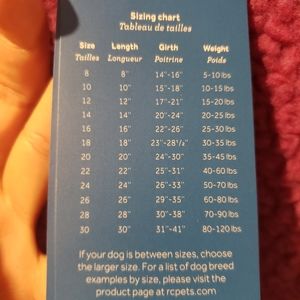 Sizing chart
Tableau de tailles
Size Length Girth Weight
Tailles Longueur Poitrine Poids
8 8" 14"-16" 5-10 lbs
10 10" 15"-18" 10-15 lbs
12 12" 17"-21" 15-20 lbs
14 14" 20"-24" 20-25 lbs
16 16" 22"-26" 25-30 lbs
18 18" 23"-28½" 30-35 lbs
20 20" 24"-30" 35-45 lbs
22 22" 25"-31" 40-60 lbs
24 24" 26"-33" 50-70 lbs
26 26" 29"-35" 60-80 lbs
28 28" 30"-38" 70-90 lbs
30 30" 31"-41" 80-120 lbs
If your dog is between sizes, choose
the larger size. For a list of dog breed
examples by size, please visit the
product page at rcpets.com